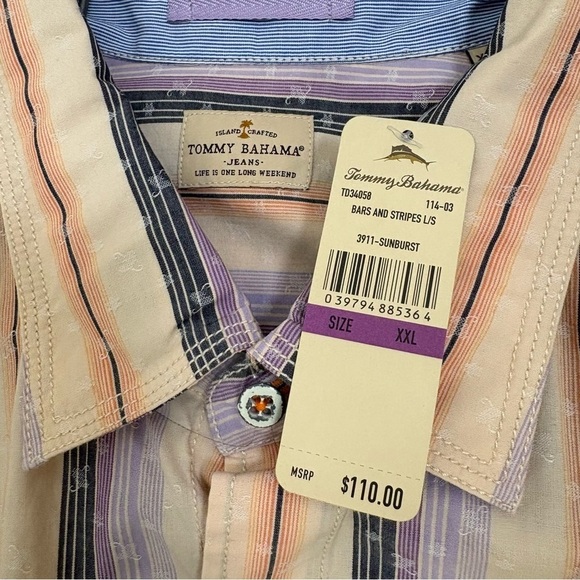 ISLAND CRAFTED
TOMMY BAHAMA®
-JEANS-
LIFE IS ONE LONG WEEKEND
Tommy Bahama®
TD34058 114-03
BARS AND STRIPES L/S
3911-SUNBURST
0 39794 88536 4
SIZE XXL
MSRP $110.00